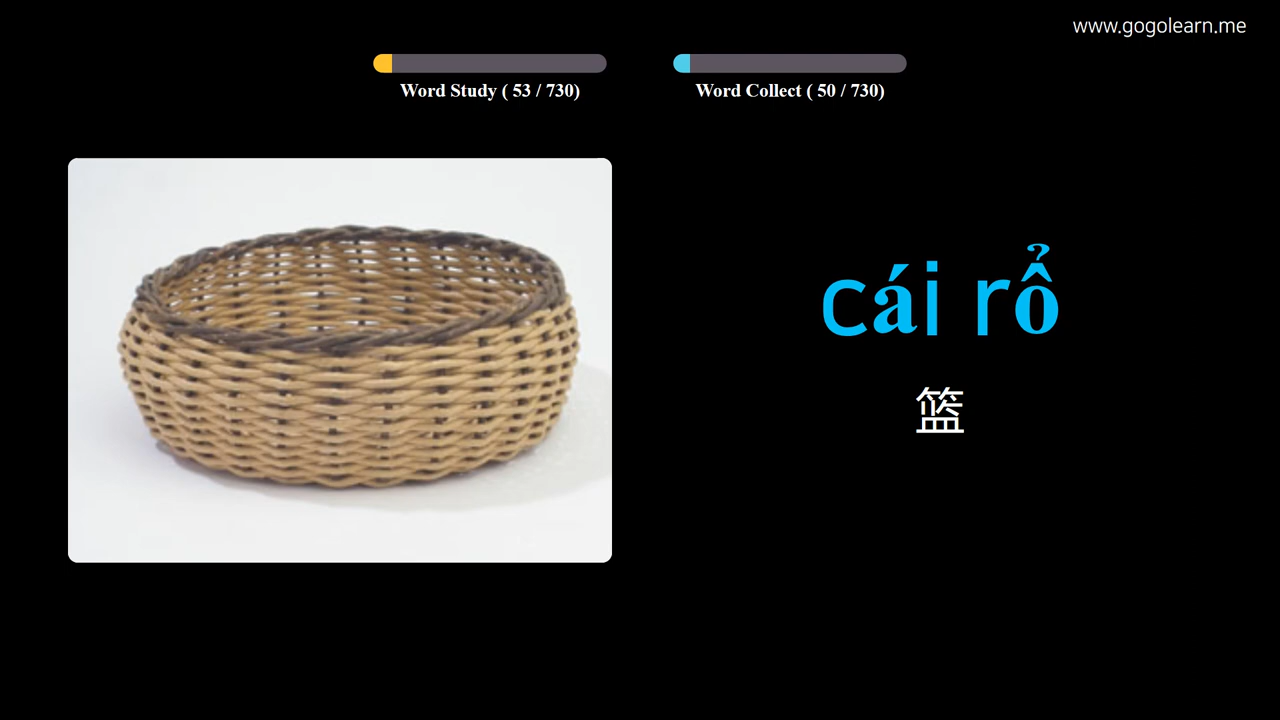 www.gogolearn.me
Word Study ( 53 / 730)
Word Collect ( 50 / 730)
cái rổ
篮